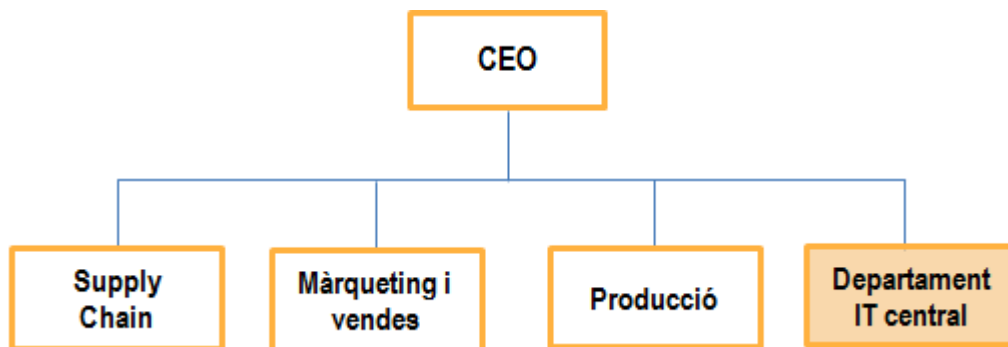 CEO
Supply
Chain
Màrqueting i
vendes
Producció
Departament
IT central